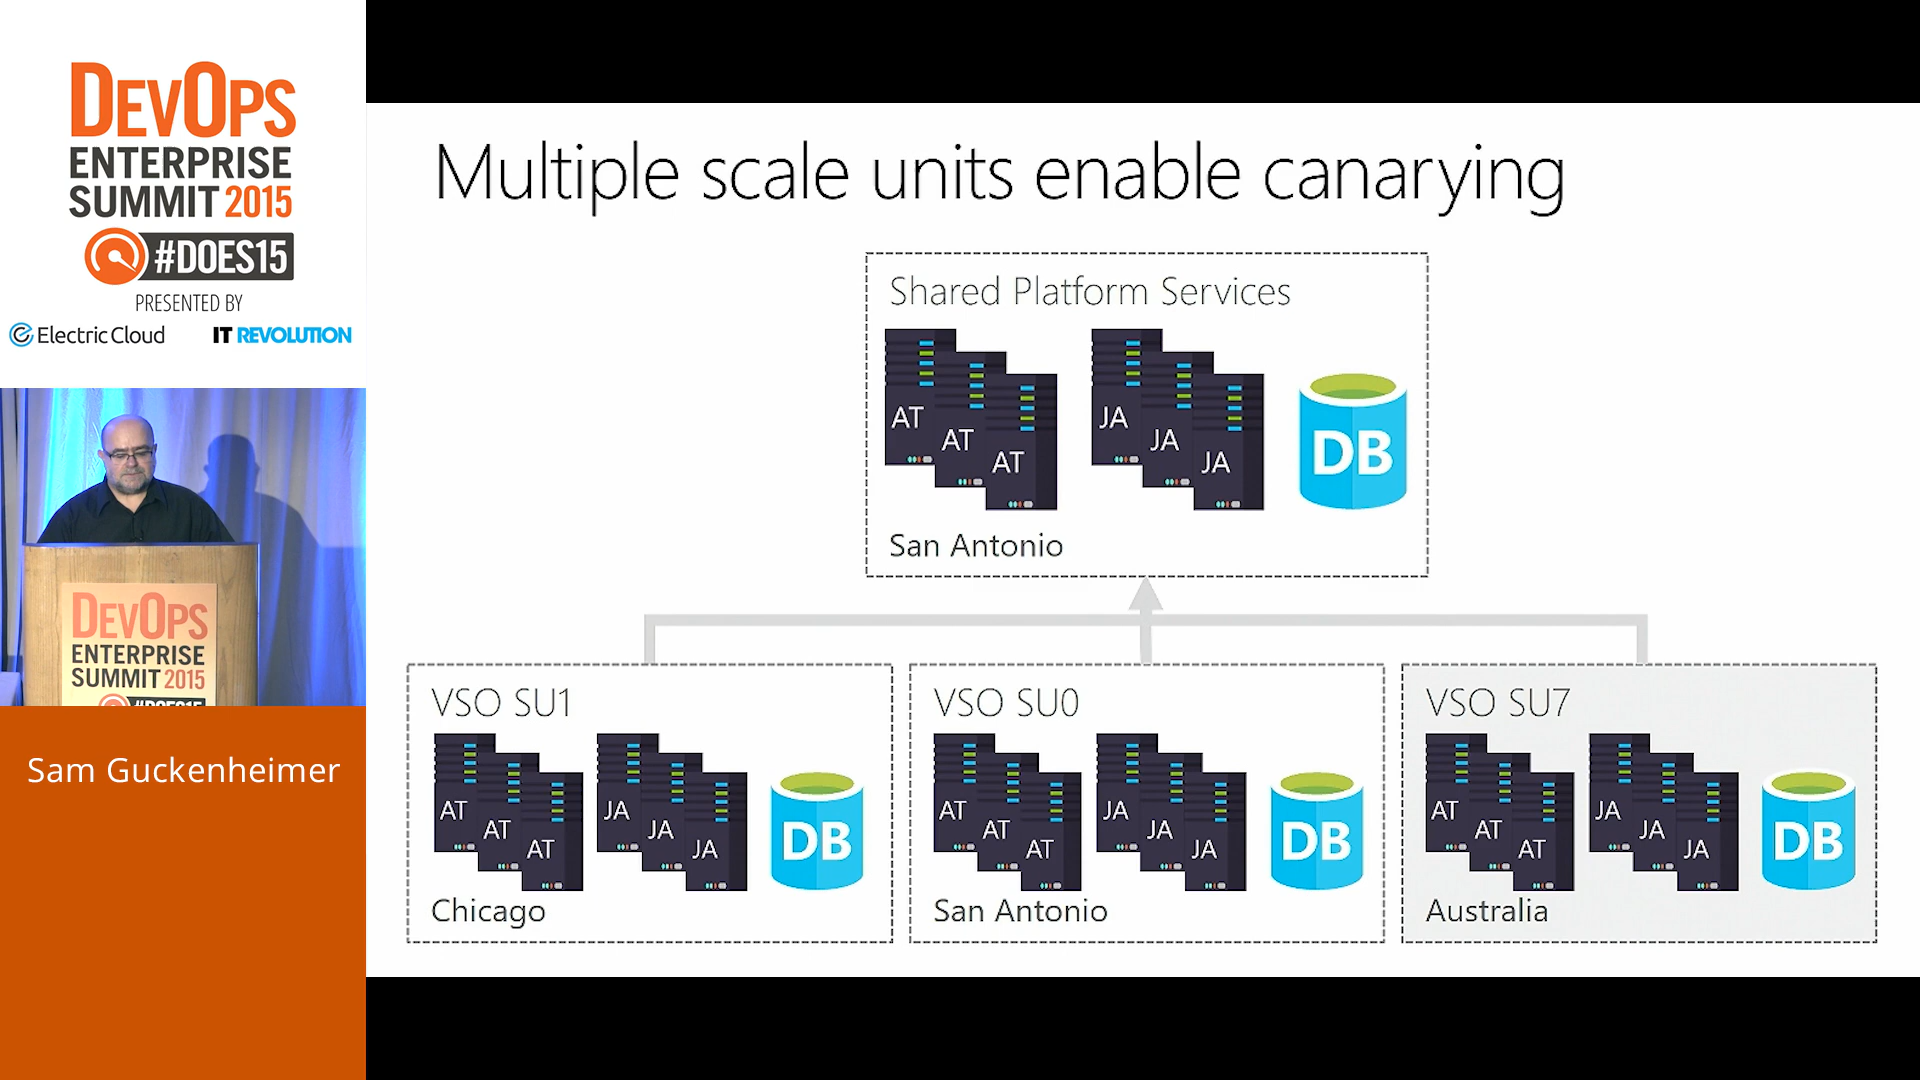 DEVOPS
ENTERPRISE
SUMMIT 2015
#DOES15
PRESENTED BY
Electric Cloud
IT REVOLUTION
DEVOPS
ENTERPRISE
SUMMIT 2015
#DOES15
Sam Guckenheimer
Multiple scale units enable canarying
Shared Platform Services
AT
AT
AT
JA
JA
JA
DB
San Antonio
VSO SU1
AT
AT
AT
JA
JA
JA
DB
Chicago
VSO SU0
AT
AT
AT
JA
JA
JA
DB
San Antonio
VSO SU7
AT
AT
AT
JA
JA
JA
DB
Australia